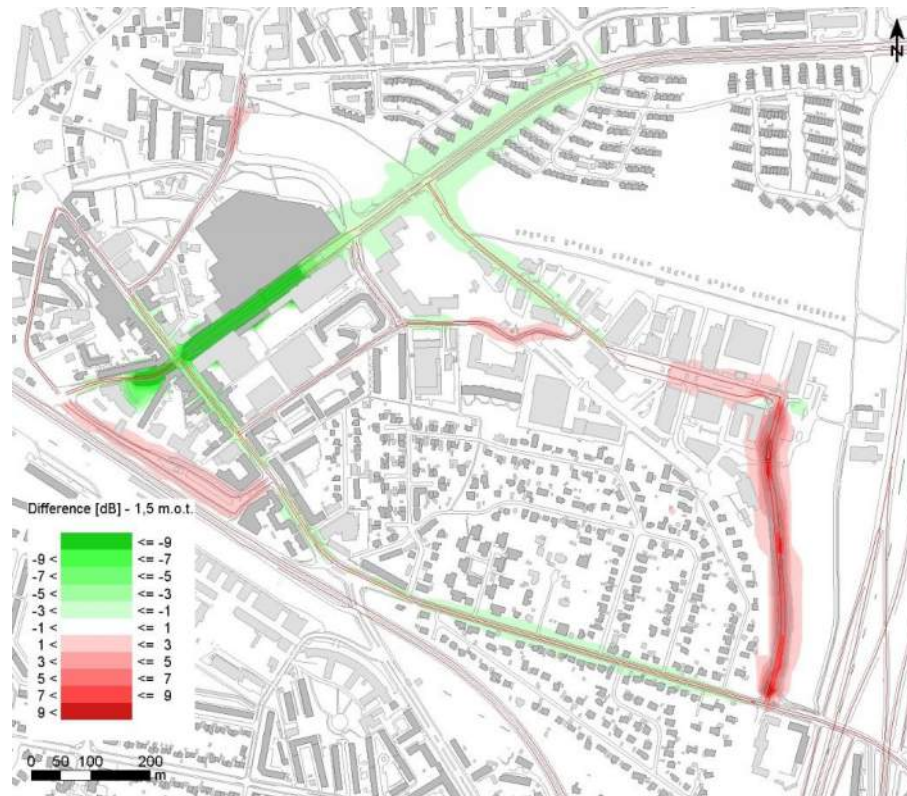 N
Difference [dB] - 1,5 m.o.t.
<= -9
-9 < <= -7
-7 < <= -5
-5 < <= -3
-3 < <= -1
-1 < <= 1
1 < <= 3
3 < <= 5
5 < <= 7
7 < <= 9
9 <
0 50 100 200
m